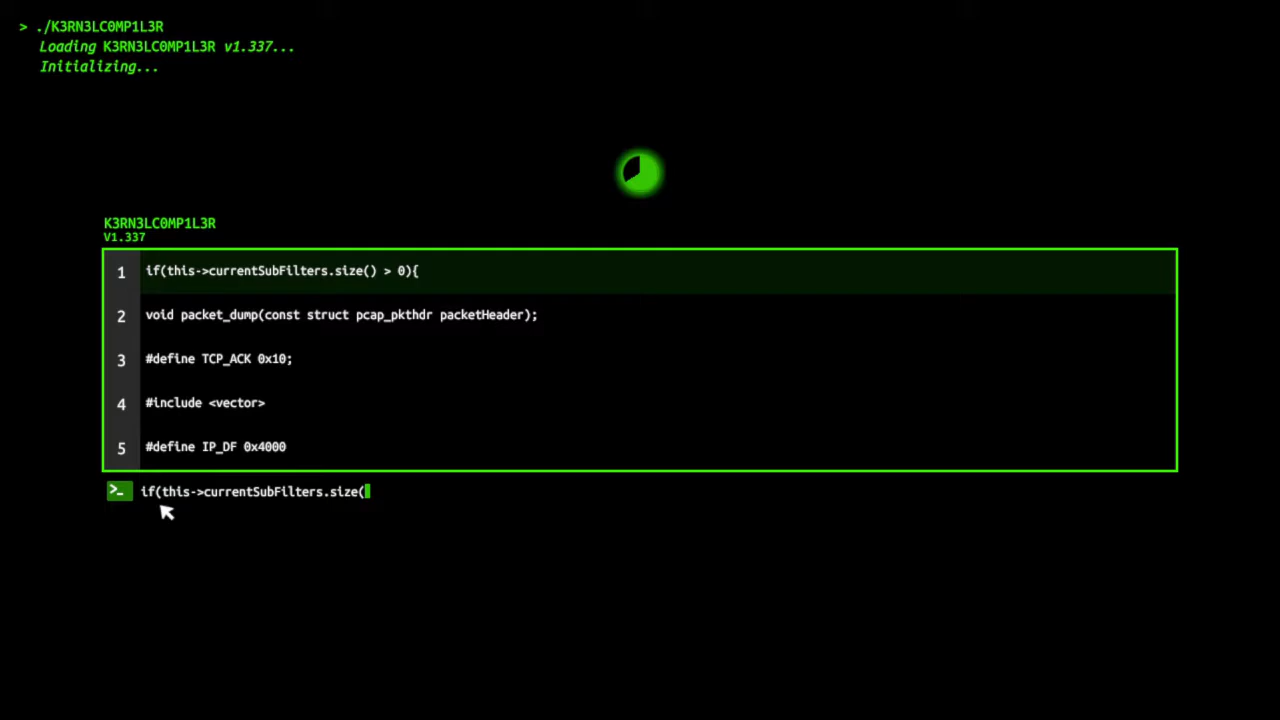 > ./K3RN3LC0MP1L3R
Loading K3RN3LC0MP1L3R v1.337...
Initializing...
K3RN3LC0MP1L3R
V1.337
1 if(this->currentSubFilters.size() > 0){
2 void packet_dump(const struct pcap_pkthdr packetHeader);
3 #define TCP_ACK 0x10;
4 #include <vector>
5 #define IP_DF 0x4000
>_ if(this->currentSubFilters.size(